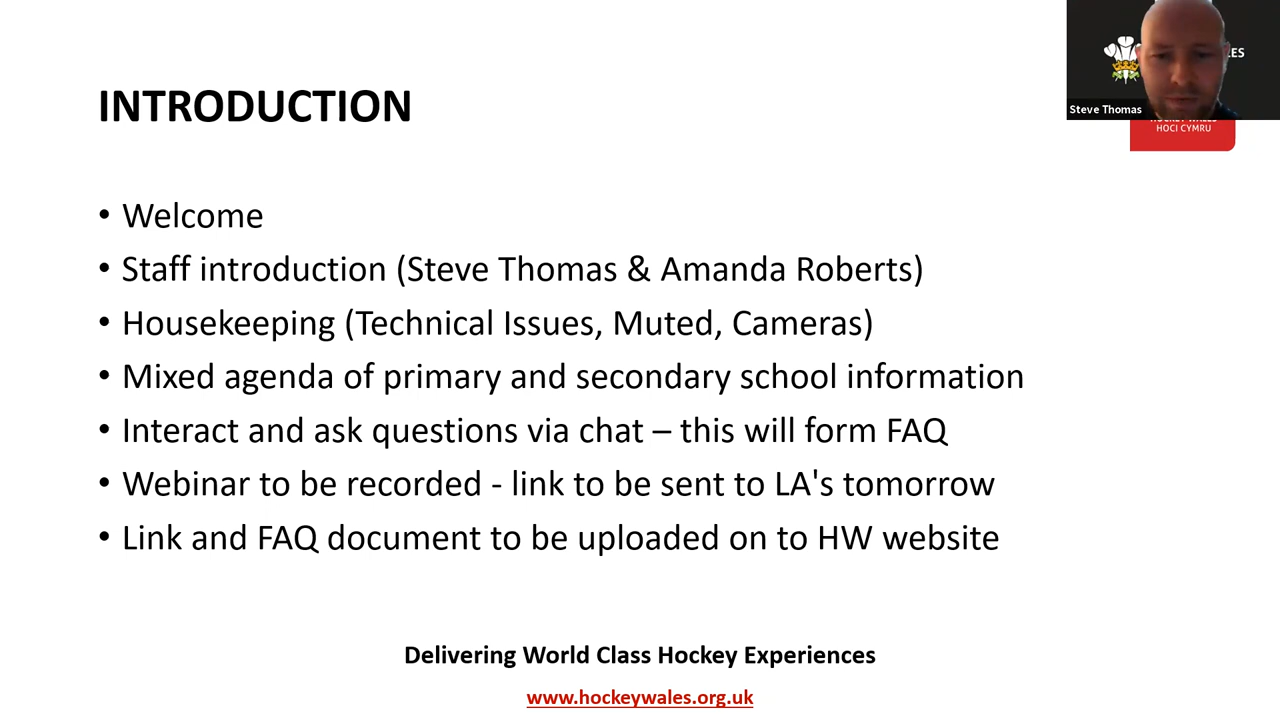 ES
Steve Thomas
HOCI CYMRU
INTRODUCTION
• Welcome
• Staff introduction (Steve Thomas & Amanda Roberts)
• Housekeeping (Technical Issues, Muted, Cameras)
• Mixed agenda of primary and secondary school information
• Interact and ask questions via chat – this will form FAQ
• Webinar to be recorded - link to be sent to LA's tomorrow
• Link and FAQ document to be uploaded on to HW website
Delivering World Class Hockey Experiences
www.hockeywales.org.uk